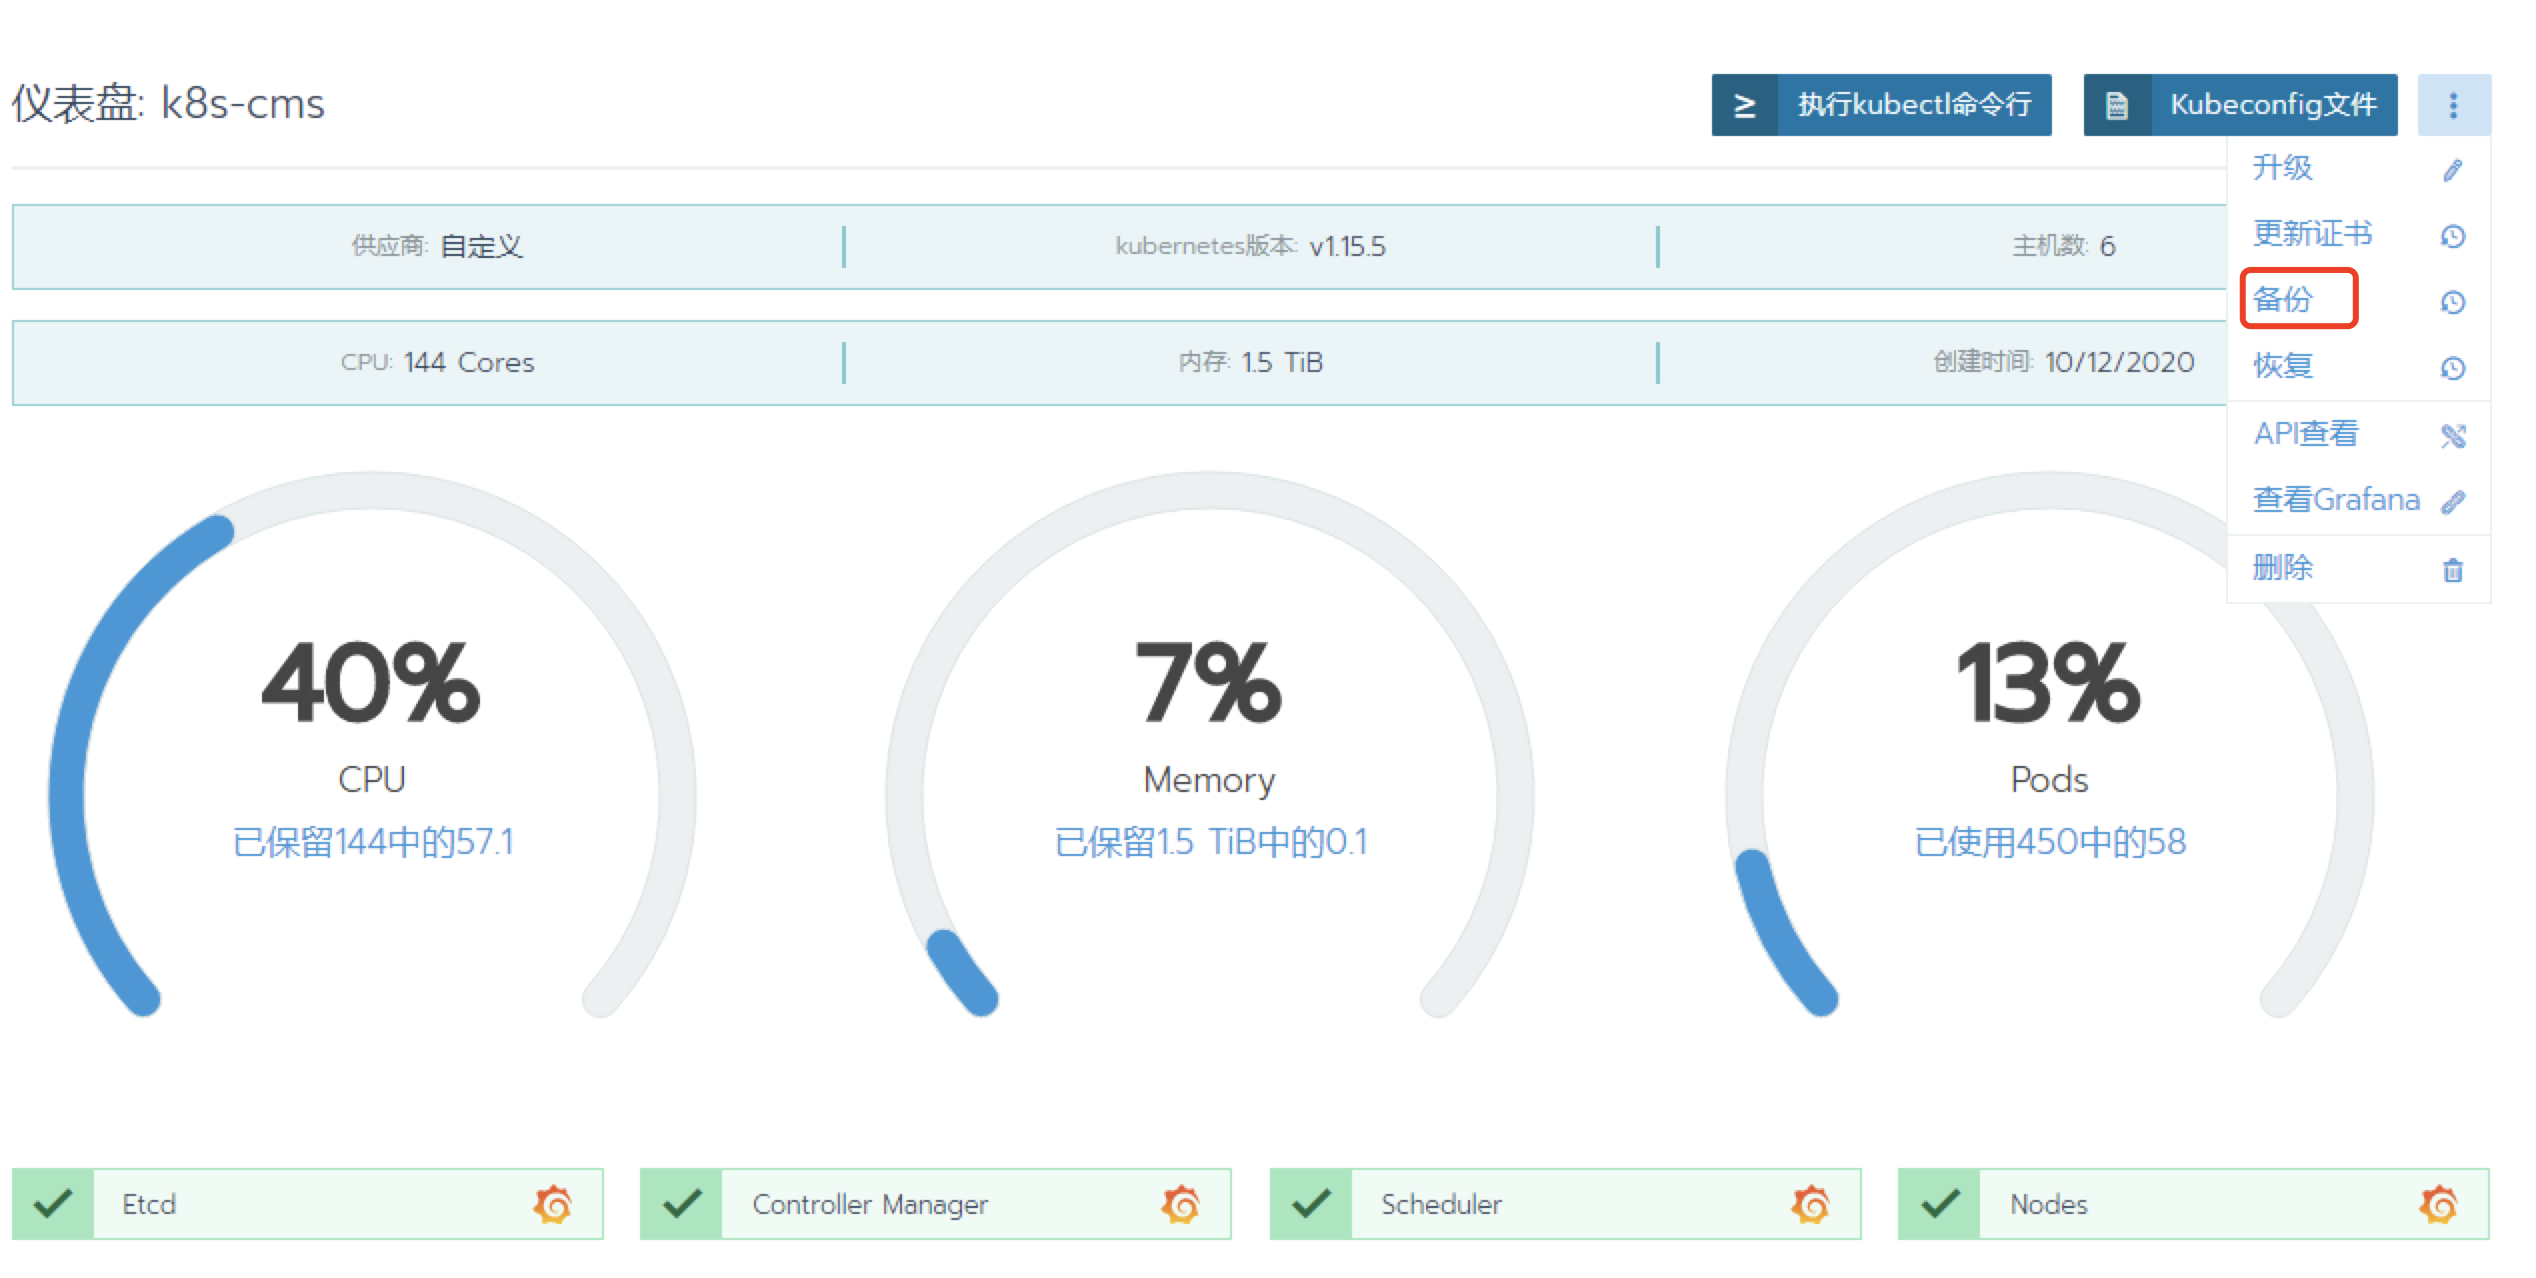 仪表盘: k8s-cms
执行kubectl命令行
Kubeconfig文件
升级
更新证书
备份
恢复
API查看
查看Grafana
删除
供应商: 自定义
kubernetes版本: v1.15.5
主机数: 6
CPU: 144 Cores
内存: 1.5 TiB
创建时间: 10/12/2020
40%
CPU
已保留144中的57.1
7%
Memory
已保留1.5 TiB中的0.1
13%
Pods
已使用450中的58
Etcd
Controller Manager
Scheduler
Nodes